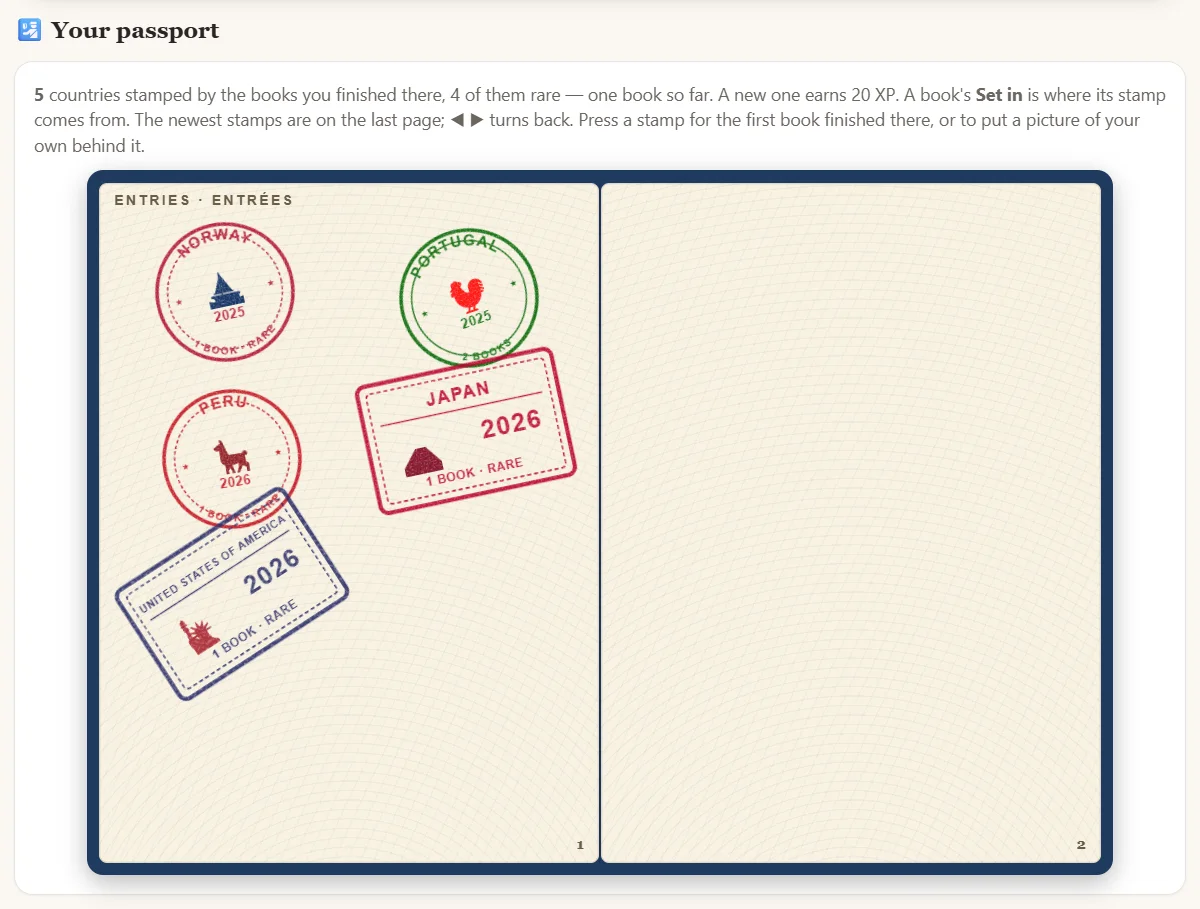 Your passport
5 countries stamped by the books you finished there, 4 of them rare — one book so far. A new one earns 20 XP. A book's Set in is where its stamp
comes from. The newest stamps are on the last page; ◀ ▶ turns back. Press a stamp for the first book finished there, or to put a picture of your
own behind it.
ENTRIES · ENTRÉES
NORWAY
2025
1 BOOK · RARE
PORTUGAL
2025
2 BOOKS
PERU
2026
1 BOOK · RARE
JAPAN
2026
1 BOOK · RARE
UNITED STATES OF AMERICA
2026
1 BOOK · RARE
1
2